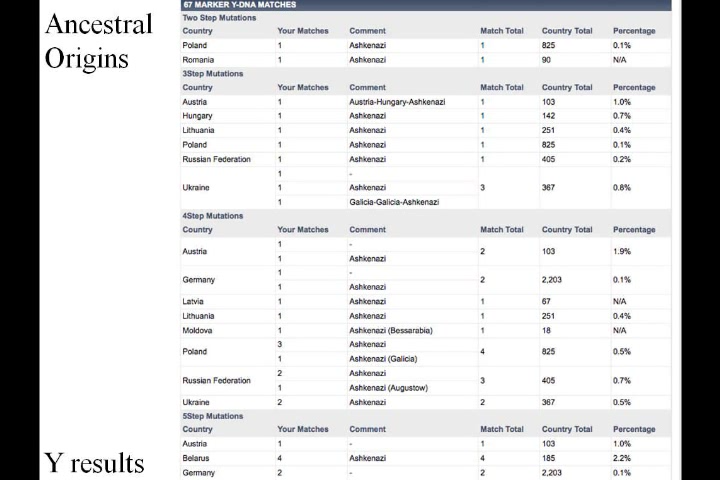 Ancestral
Origins
67 MARKER Y-DNA MATCHES
Two Step Mutations
Country Your Matches Comment Match Total Country Total Percentage
Poland 1 Ashkenazi 1 825 0.1%
Romania 1 Ashkenazi 1 90 N/A
3Step Mutations
Country Your Matches Comment Match Total Country Total Percentage
Austria 1 Austria-Hungary-Ashkenazi 1 103 1.0%
Hungary 1 Ashkenazi 1 142 0.7%
Lithuania 1 Ashkenazi 1 251 0.4%
Poland 1 Ashkenazi 1 825 0.1%
Russian Federation 1 Ashkenazi 1 405 0.2%
1 -
Ukraine 1 Ashkenazi 3 367 0.8%
1 Galicia-Galicia-Ashkenazi
4Step Mutations
Country Your Matches Comment Match Total Country Total Percentage
1 -
Austria 2 103 1.9%
1 Ashkenazi
1 -
Germany 2 2,203 0.1%
1 Ashkenazi
Latvia 1 Ashkenazi 1 67 N/A
Lithuania 1 Ashkenazi 1 251 0.4%
Moldova 1 Ashkenazi (Bessarabia) 1 18 N/A
3 Ashkenazi
Poland 4 825 0.5%
1 Ashkenazi (Galicia)
2 Ashkenazi
Russian Federation 3 405 0.7%
1 Ashkenazi (Augustow)
Ukraine 2 Ashkenazi 2 367 0.5%
5Step Mutations
Country Your Matches Comment Match Total Country Total Percentage
Austria 1 - 1 103 1.0%
Belarus 4 Ashkenazi 4 185 2.2%
Germany 2 - 2 2,203 0.1%
Y results